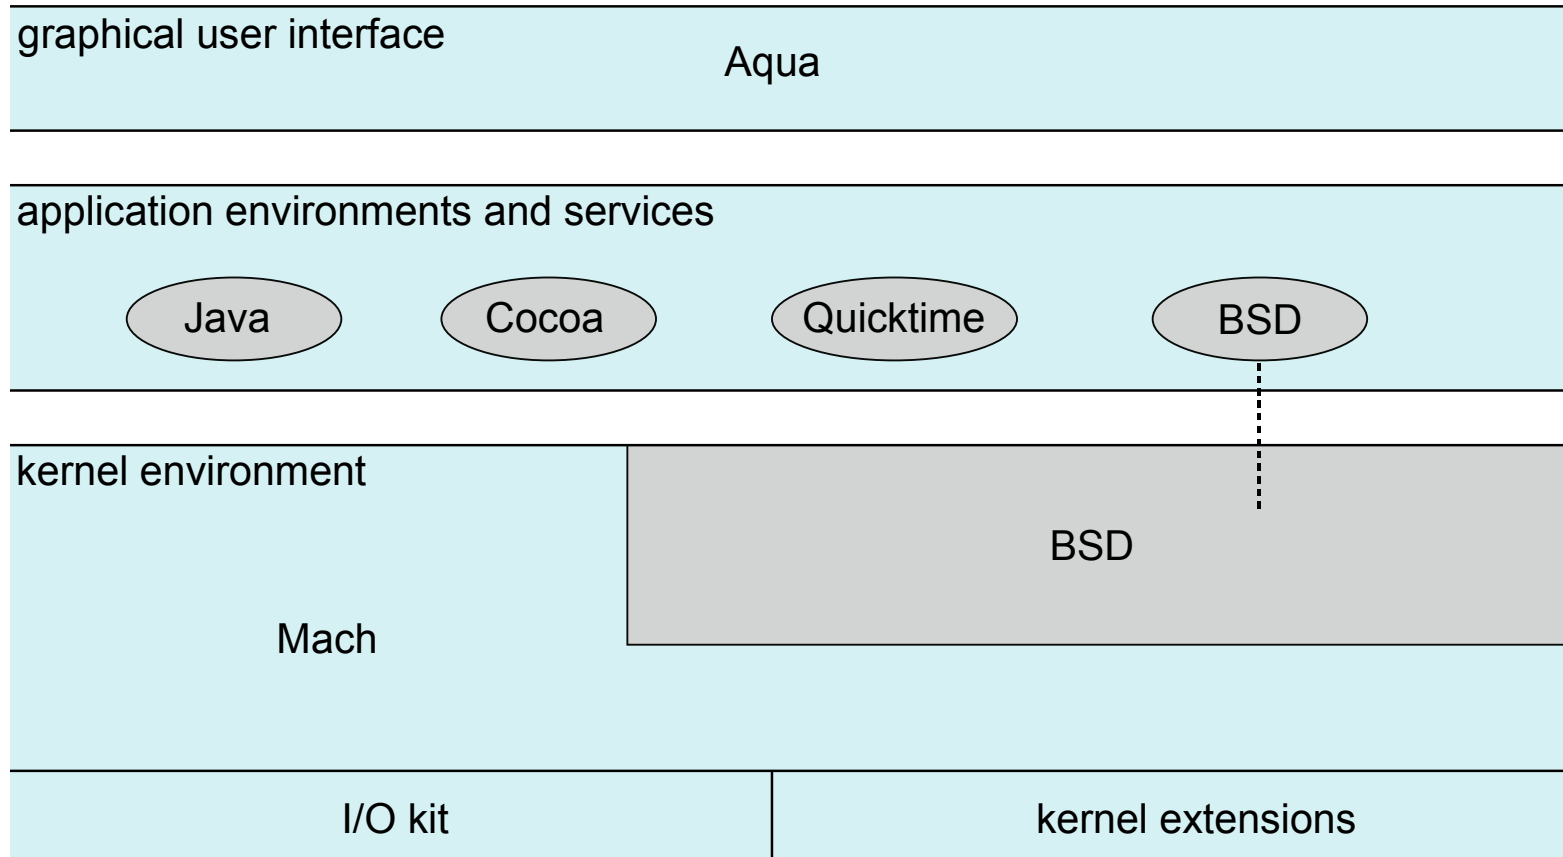 graphical user interface
Aqua
application environments and services
Java
Cocoa
Quicktime
BSD
kernel environment
BSD
Mach
I/O kit
kernel extensions